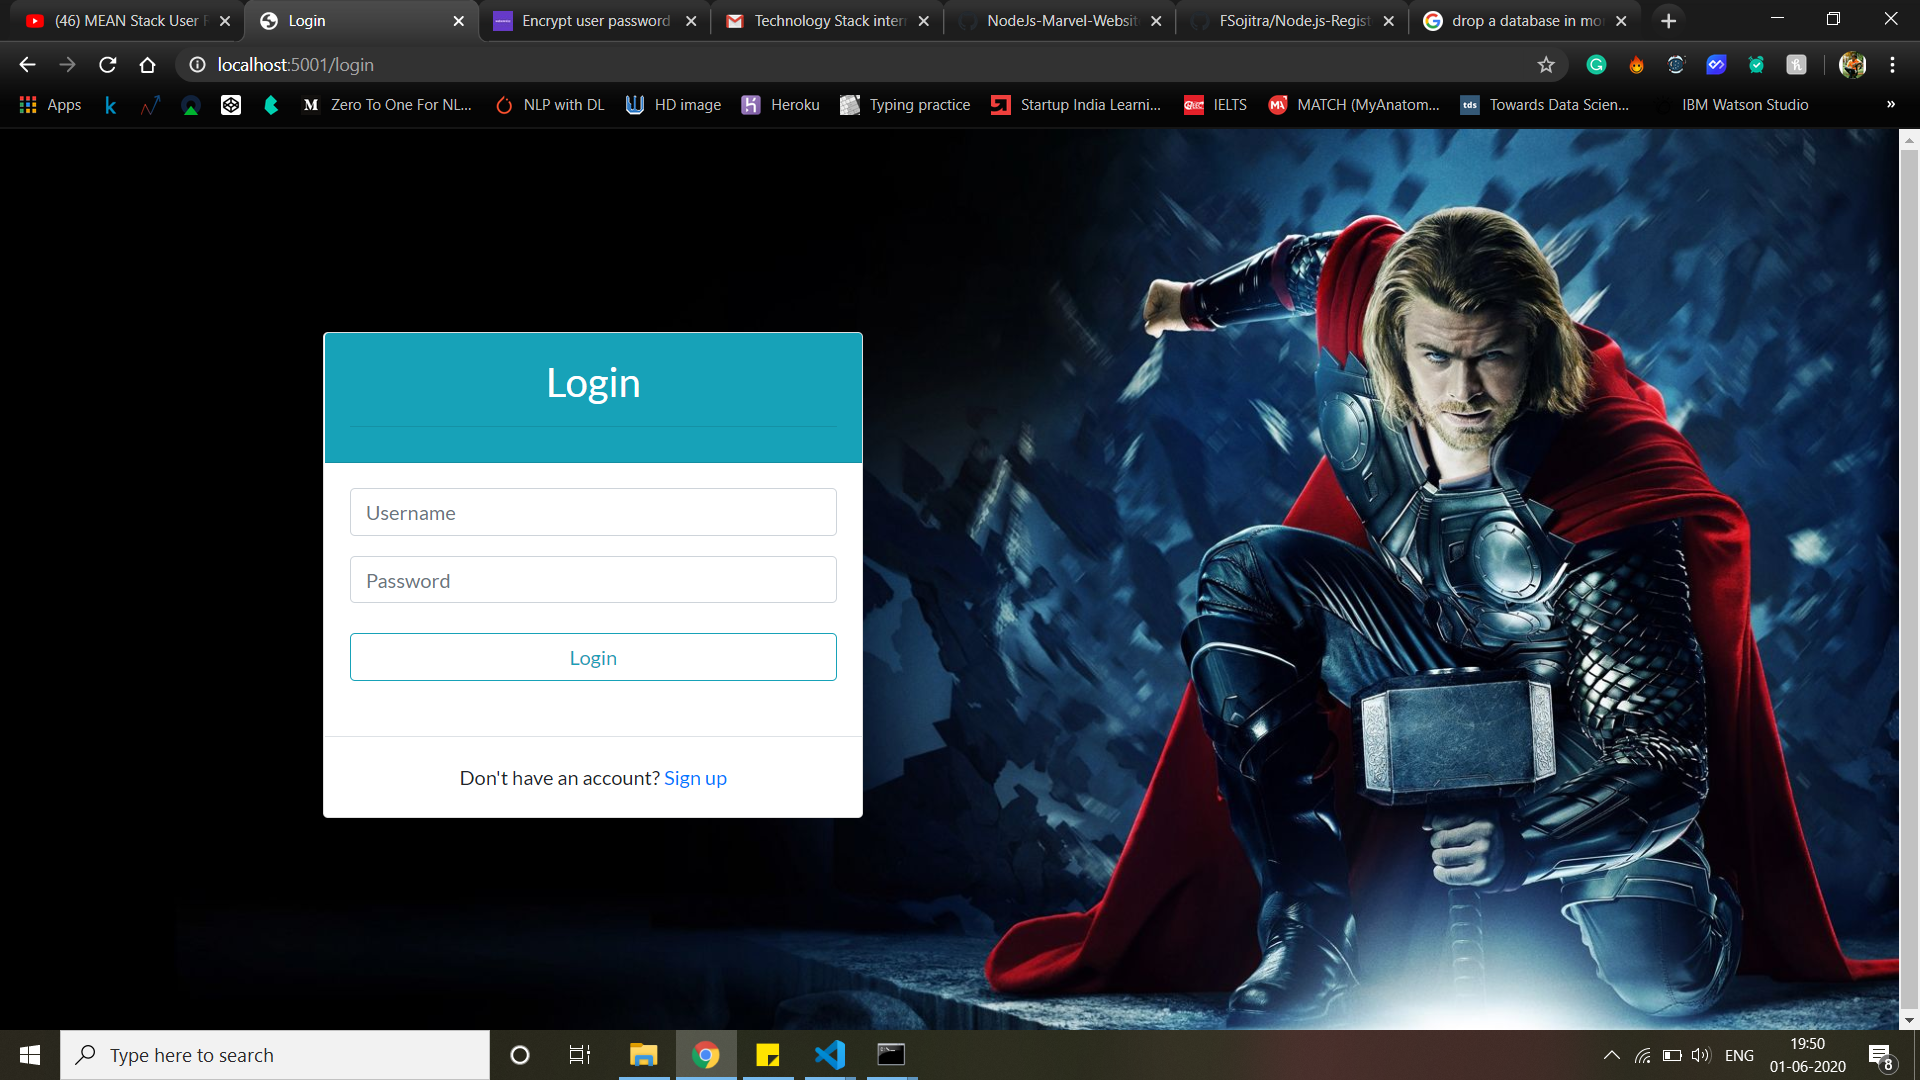 (46) MEAN Stack User
Login
Encrypt user password
Technology Stack inter
NodeJs-Marvel-Websit
FSojitra/Node.js-Regist
drop a database in mo
localhost:5001/login
Apps
Zero To One For NL...
NLP with DL
HD image
Heroku
Typing practice
Startup India Learni...
IELTS
MATCH (MyAnatom...
tds
Towards Data Scien...
IBM Watson Studio
»
Login
Username
Password
Login
Don't have an account? Sign up
Type here to search
ENG
19:50
01-06-2020
8